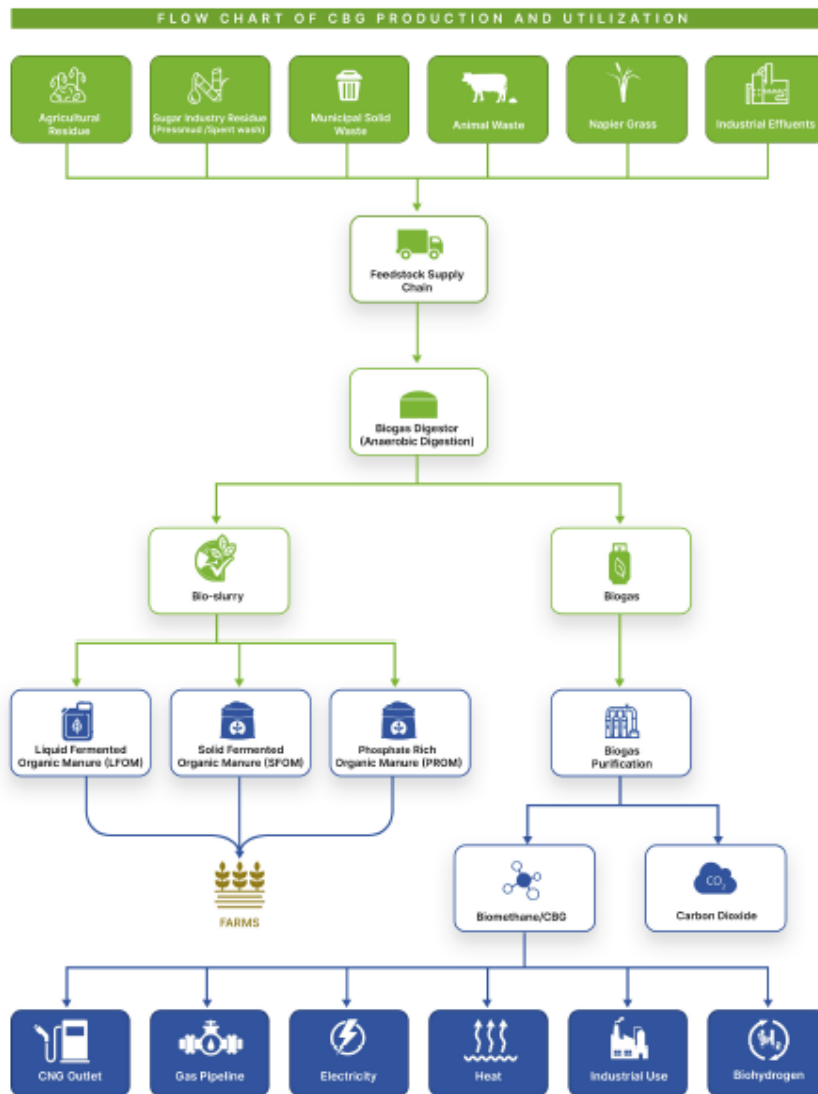 FLOW CHART OF CBG PRODUCTION AND UTILIZATION
Agricultural
Residue
Sugar Industry Residue
(Pressmud /Spent wash)
Municipal Solid
Waste
Animal Waste
Napier Grass
Industrial Effluents
Feedstock Supply
Chain
Biogas Digestor
(Anaerobic Digestion)
Bio-slurry
Biogas
Liquid Fermented
Organic Manure (LFOM)
Solid Fermented
Organic Manure (SFOM)
Phosphate Rich
Organic Manure (PROM)
Biogas
Purification
FARMS
Biomethane/CBG
CO₂
Carbon Dioxide
CNG Outlet
Gas Pipeline
Electricity
Heat
Industrial Use
H₂
Biohydrogen